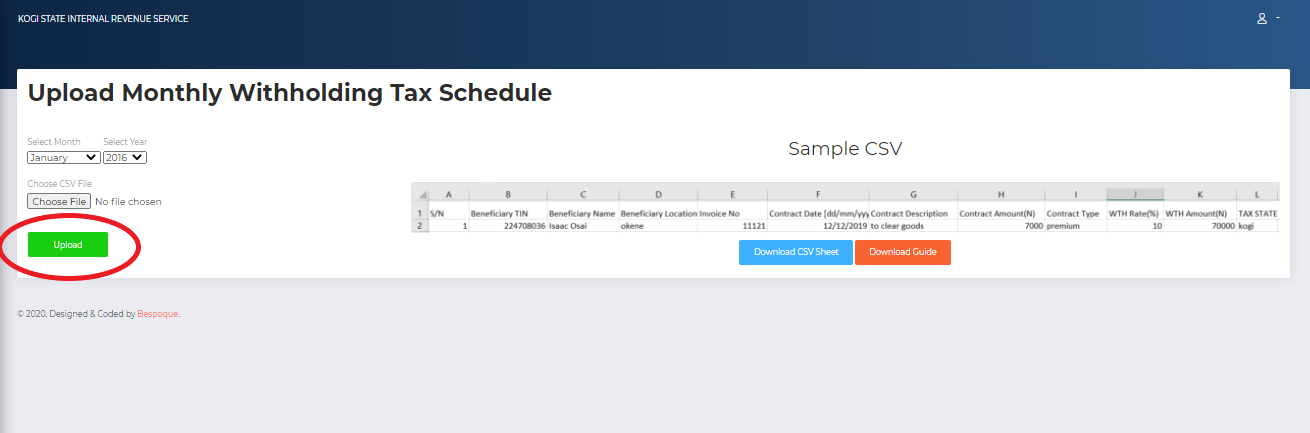 KOGI STATE INTERNAL REVENUE SERVICE
Upload Monthly Withholding Tax Schedule
Select Month Select Year
January 2016
Choose CSV File
Choose File No file chosen
Upload
Sample CSV
A B C D E F G H I J K L
1 S/N Beneficiary TIN Beneficiary Name Beneficiary Location Invoice No Contract Date [dd/mm/yyy Contract Description Contract Amount(N) Contract Type WTH Rate(%) WTH Amount(N) TAX STATE
2 1 224708036 Isaac Osai okene 11121 12/12/2019 to clear goods 7000 premium 10 70000 kogi
Download CSV Sheet Download Guide
© 2020, Designed & Coded by Bespoque.